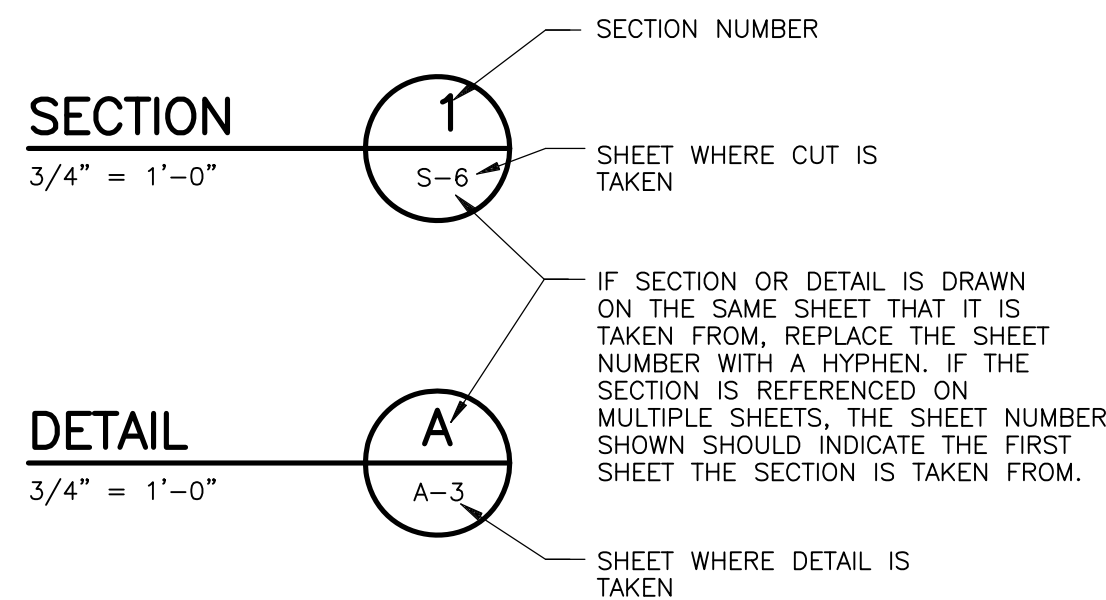 SECTION NUMBER
SECTION
1
3/4" = 1'-0"
S-6
SHEET WHERE CUT IS
TAKEN
IF SECTION OR DETAIL IS DRAWN
ON THE SAME SHEET THAT IT IS
TAKEN FROM, REPLACE THE SHEET
NUMBER WITH A HYPHEN. IF THE
SECTION IS REFERENCED ON
MULTIPLE SHEETS, THE SHEET NUMBER
SHOWN SHOULD INDICATE THE FIRST
SHEET THE SECTION IS TAKEN FROM.
DETAIL
A
3/4" = 1'-0"
A-3
SHEET WHERE DETAIL IS
TAKEN